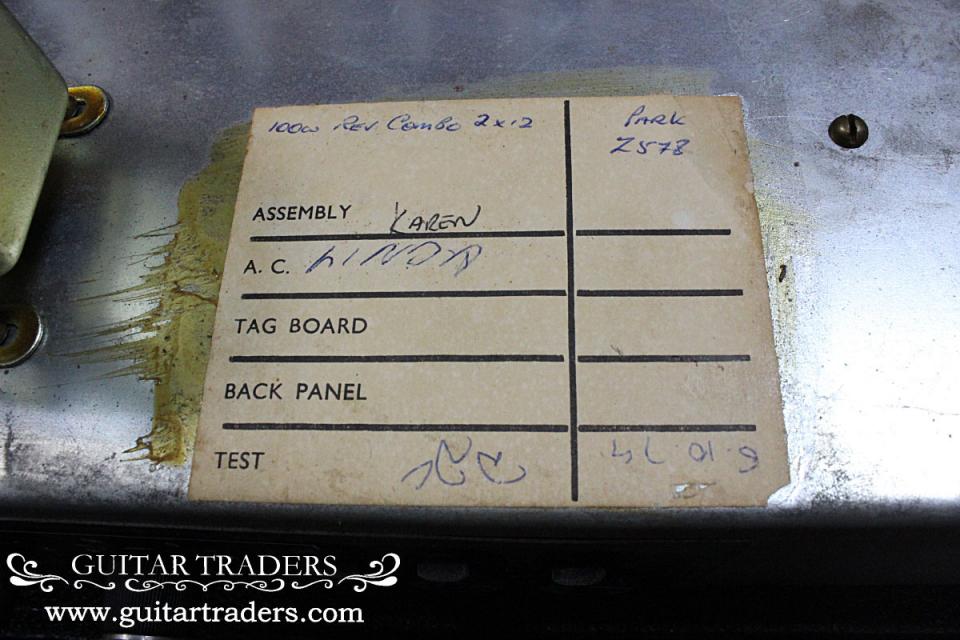 100W REV. COMBO 2x12
PARK
2578
ASSEMBLY KAREN
A. C. LINDA
TAG BOARD
BACK PANEL
TEST
6.10.74
GUITAR TRADERS
www.guitartraders.com